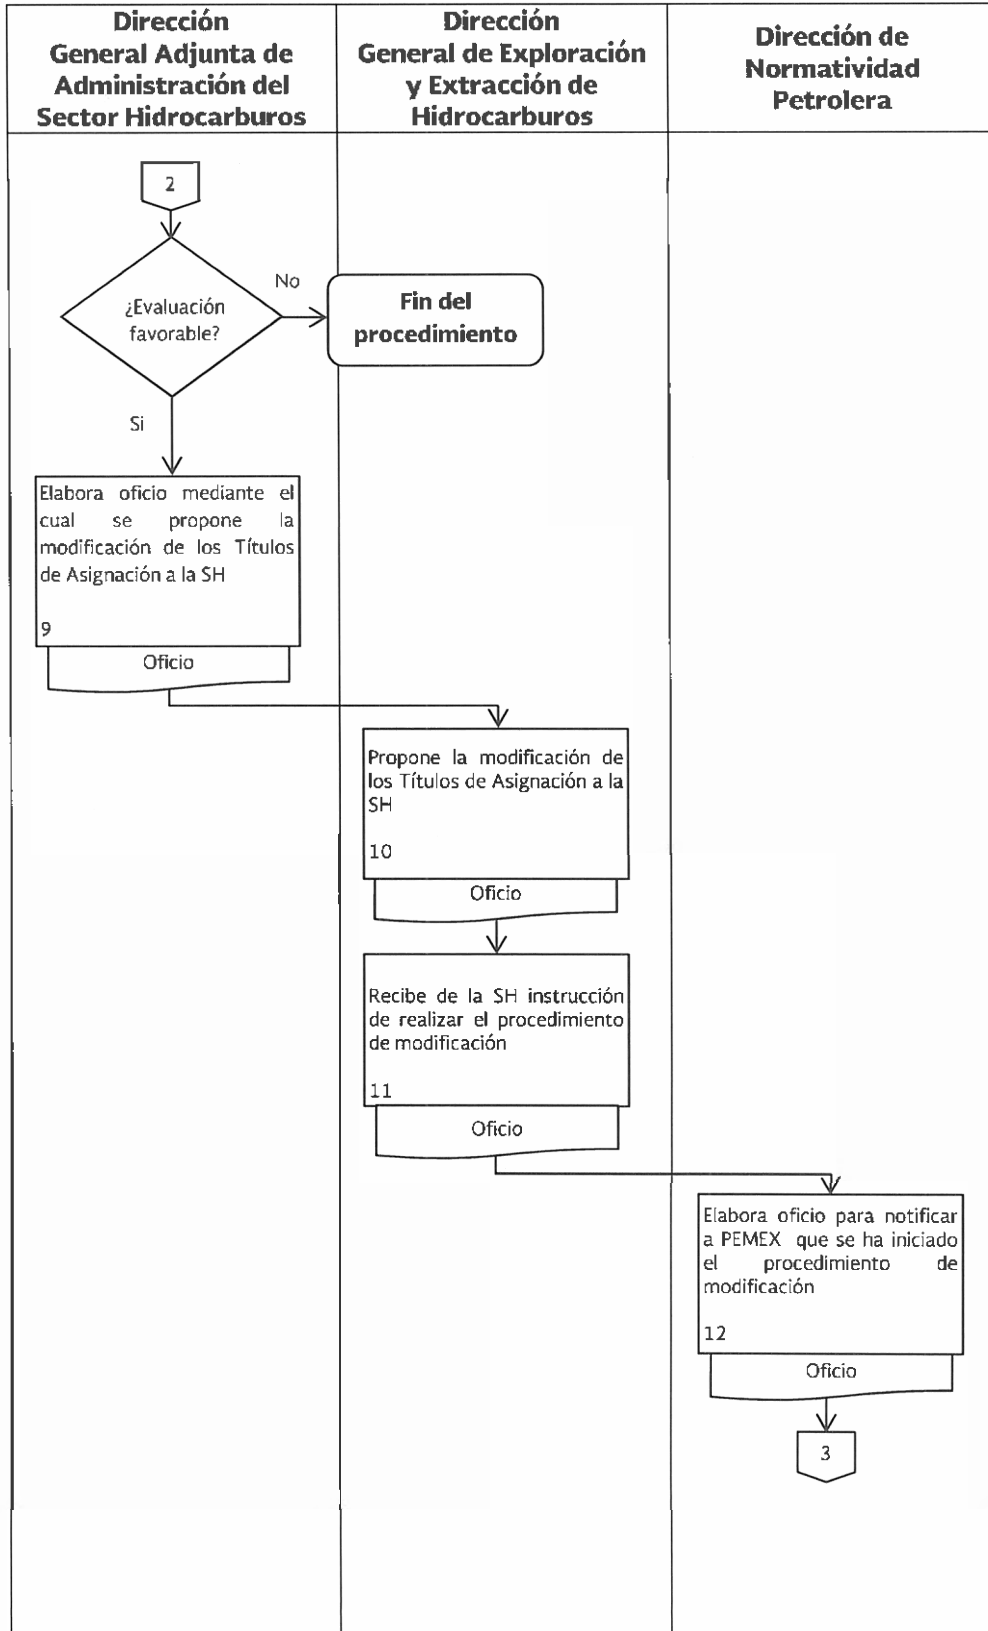 Dirección
General Adjunta de
Administración del
Sector Hidrocarburos
Dirección
General de Exploración
y Extracción de
Hidrocarburos
Dirección de
Normatividad
Petrolera
2
¿Evaluación
favorable?
No
Fin del
procedimiento
Si
Elabora oficio mediante el
cual se propone la
modificación de los Títulos
de Asignación a la SH
9
Oficio
Propone la modificación de
los Títulos de Asignación a la
SH
10
Oficio
Recibe de la SH instrucción
de realizar el procedimiento
de modificación
11
Oficio
Elabora oficio para notificar
a PEMEX que se ha iniciado
el procedimiento de
modificación
12
Oficio
3